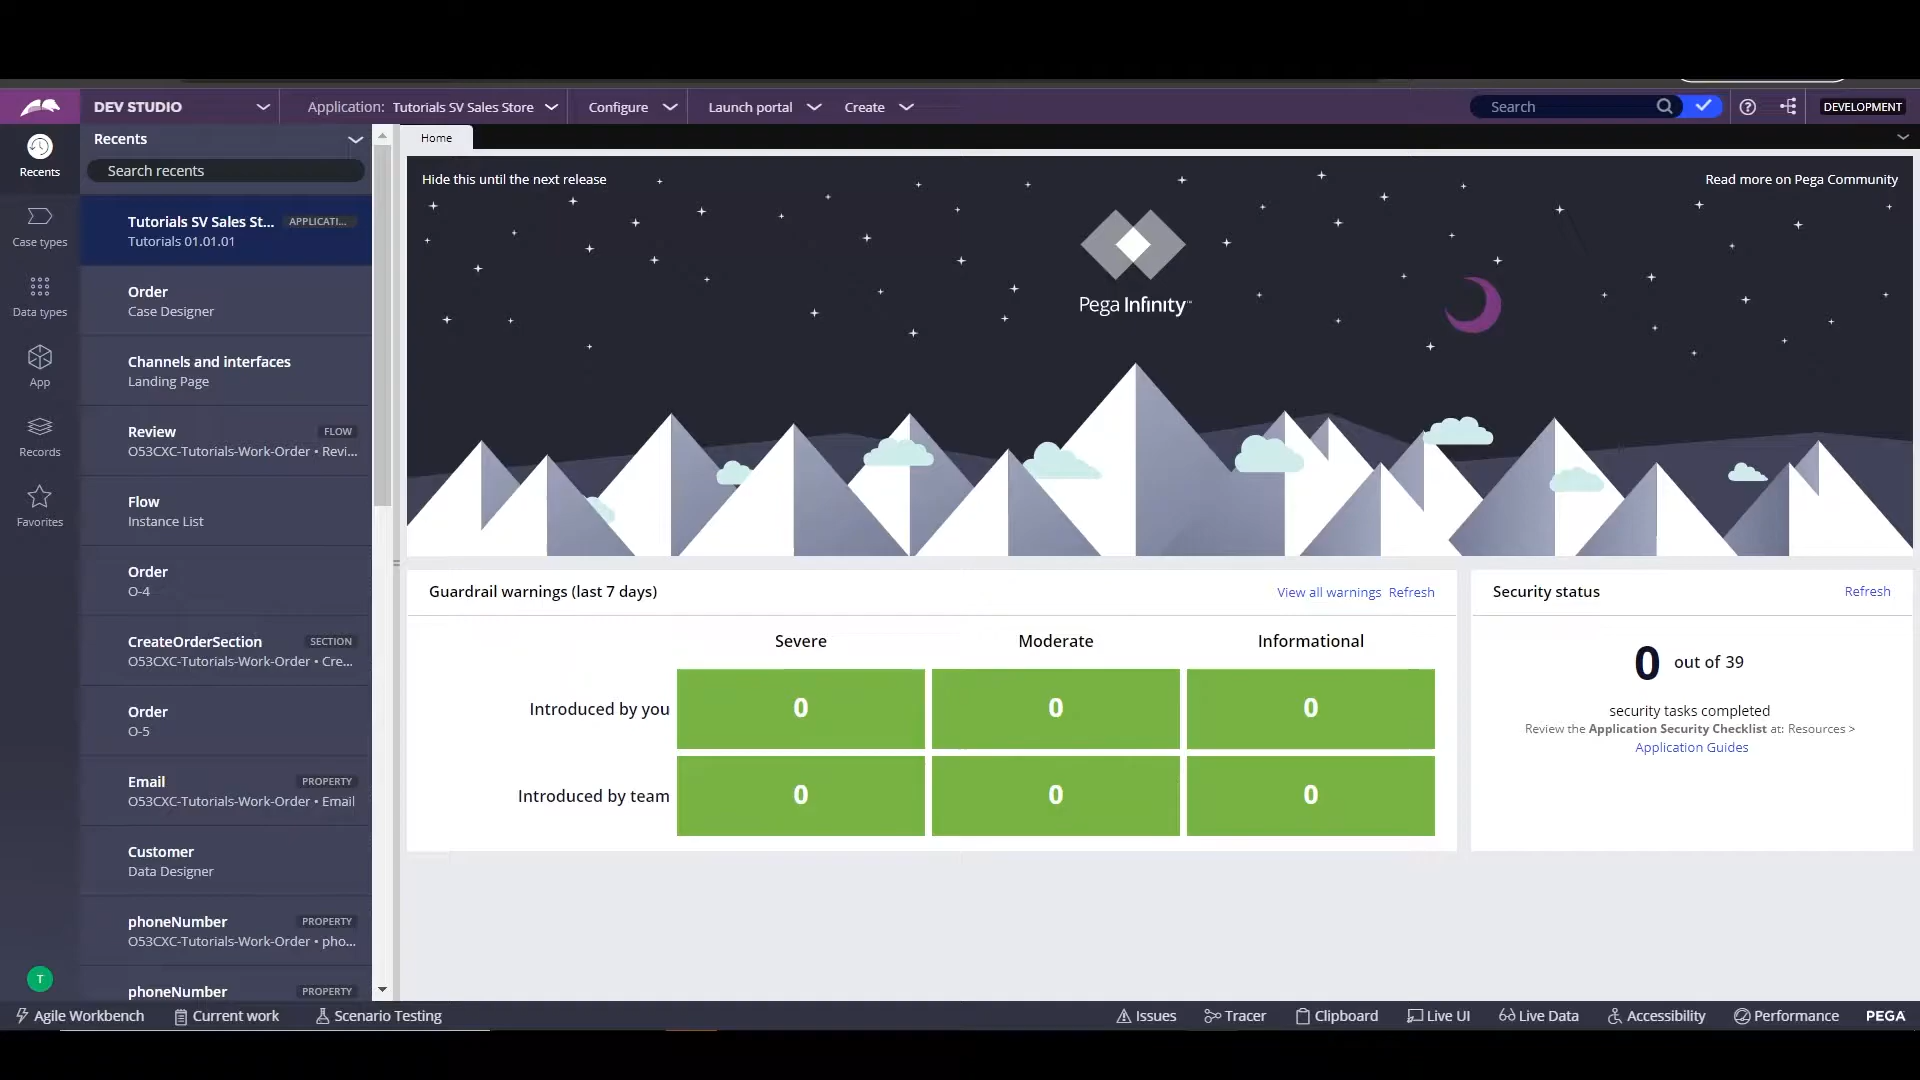 DEV STUDIO
Application: Tutorials SV Sales Store
Configure
Launch portal
Create
Search
DEVELOPMENT
Recents
Search recents
Recents
Case types
Data types
App
Records
Favorites
T
Tutorials SV Sales St... APPLICATI...
Tutorials 01.01.01
Order
Case Designer
Channels and interfaces
Landing Page
Review FLOW
O53CXC-Tutorials-Work-Order • Revi...
Flow
Instance List
Order
O-4
CreateOrderSection SECTION
O53CXC-Tutorials-Work-Order • Cre...
Order
O-5
Email PROPERTY
O53CXC-Tutorials-Work-Order • Email
Customer
Data Designer
phoneNumber PROPERTY
O53CXC-Tutorials-Work-Order • pho...
phoneNumber PROPERTY
Home
Hide this until the next release
Read more on Pega Community
Pega Infinity™
Guardrail warnings (last 7 days)
View all warnings Refresh
Severe Moderate Informational
Introduced by you 0 0 0
Introduced by team 0 0 0
Security status
Refresh
0 out of 39
security tasks completed
Review the Application Security Checklist at: Resources >
Application Guides
Agile Workbench
Current work
Scenario Testing
Issues
Tracer
Clipboard
Live UI
Live Data
Accessibility
Performance
PEGA